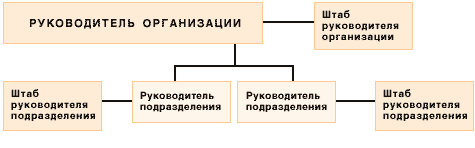 РУКОВОДИТЕЛЬ ОРГАНИЗАЦИИ
Штаб
руководителя
организации
Штаб
руководителя
подразделения
Руководитель
подразделения
Руководитель
подразделения
Штаб
руководителя
подразделения